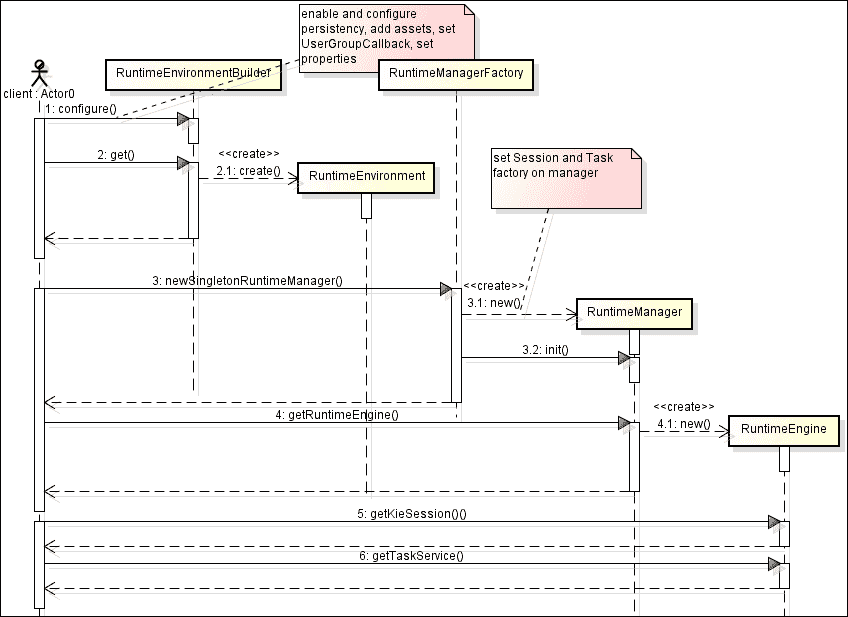 enable and configure
persistency, add assets, set
UserGroupCallback, set
properties
RuntimeEnvironmentBuilder
RuntimeManagerFactory
client : Actor0
1: configure()
2: get()
<<create>>
2.1: create()
RuntimeEnvironment
set Session and Task
factory on manager
3: newSingletonRuntimeManager()
<<create>>
3.1: new()
RuntimeManager
3.2: init()
4: getRuntimeEngine()
<<create>>
4.1: new()
RuntimeEngine
5: getKieSession()()
6: getTaskService()